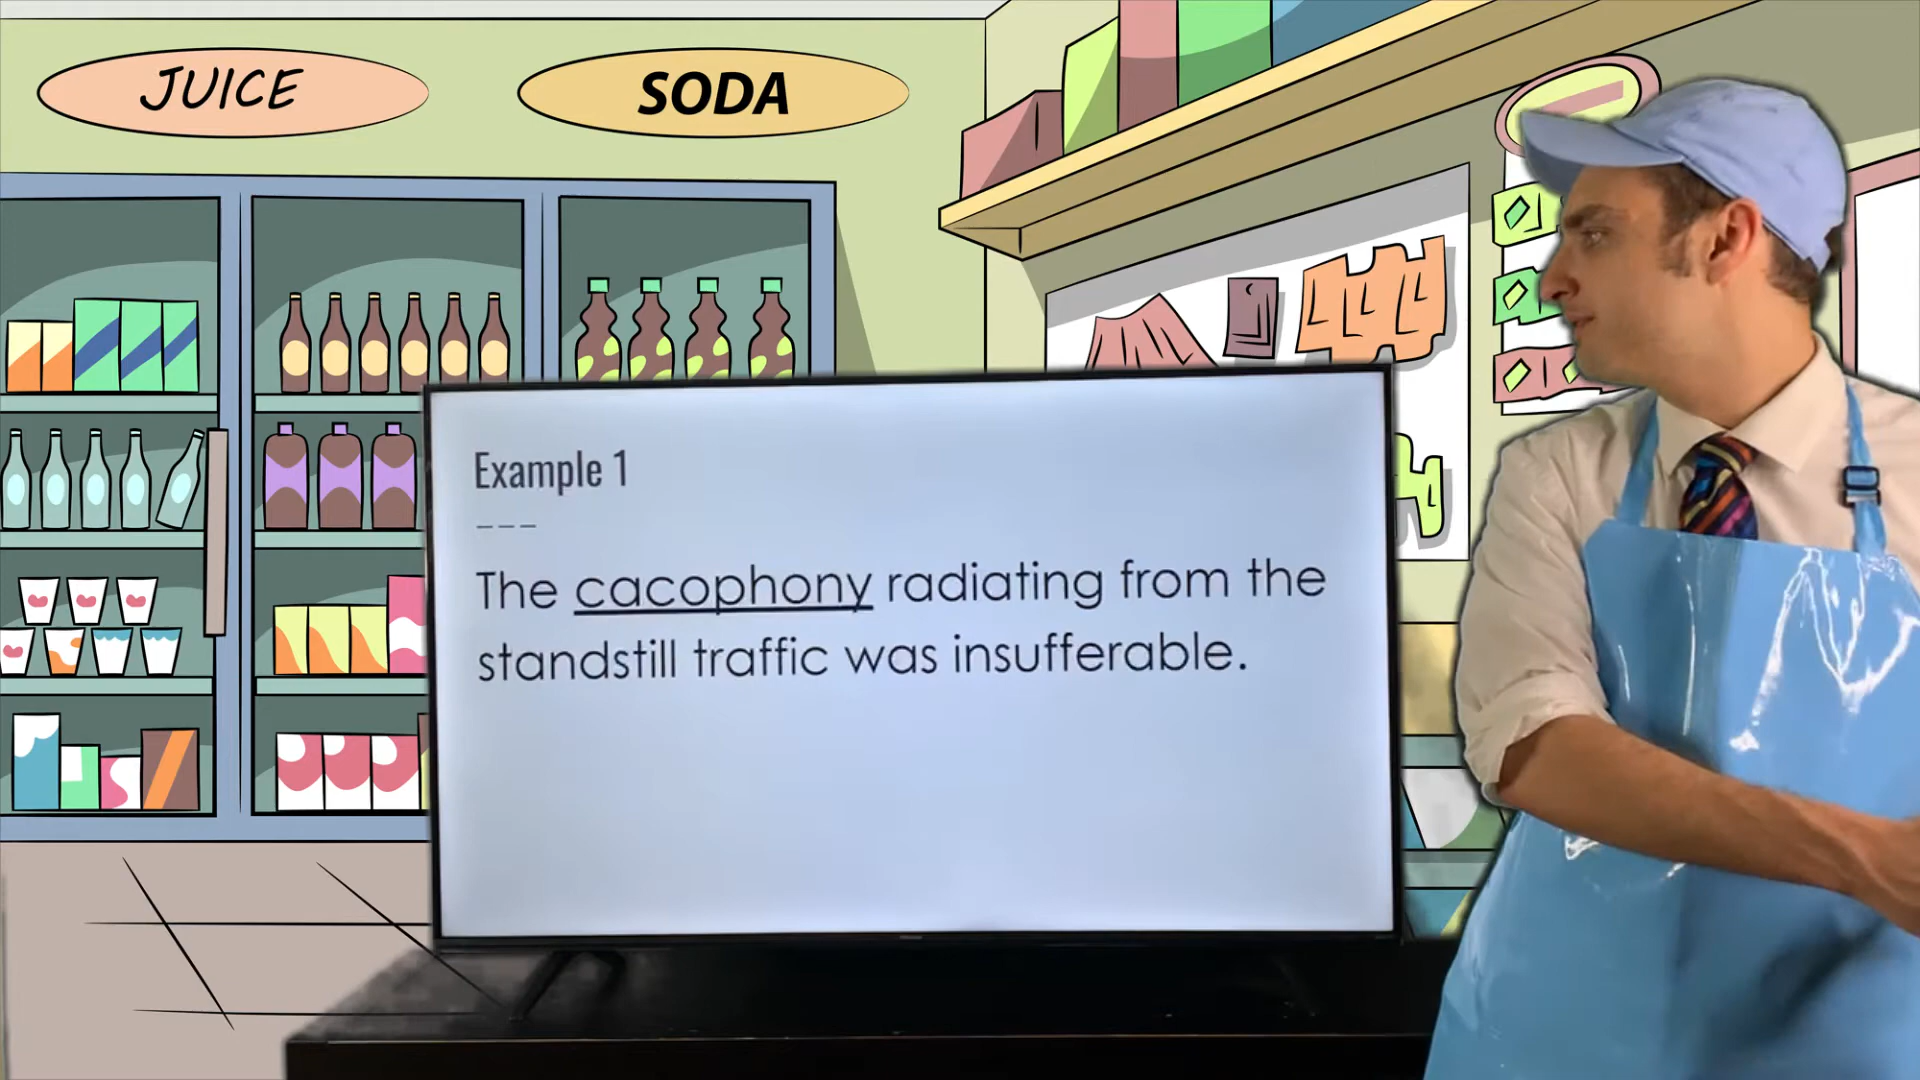 JUICE
SODA
Example 1
---
The cacophony radiating from the
standstill traffic was insufferable.